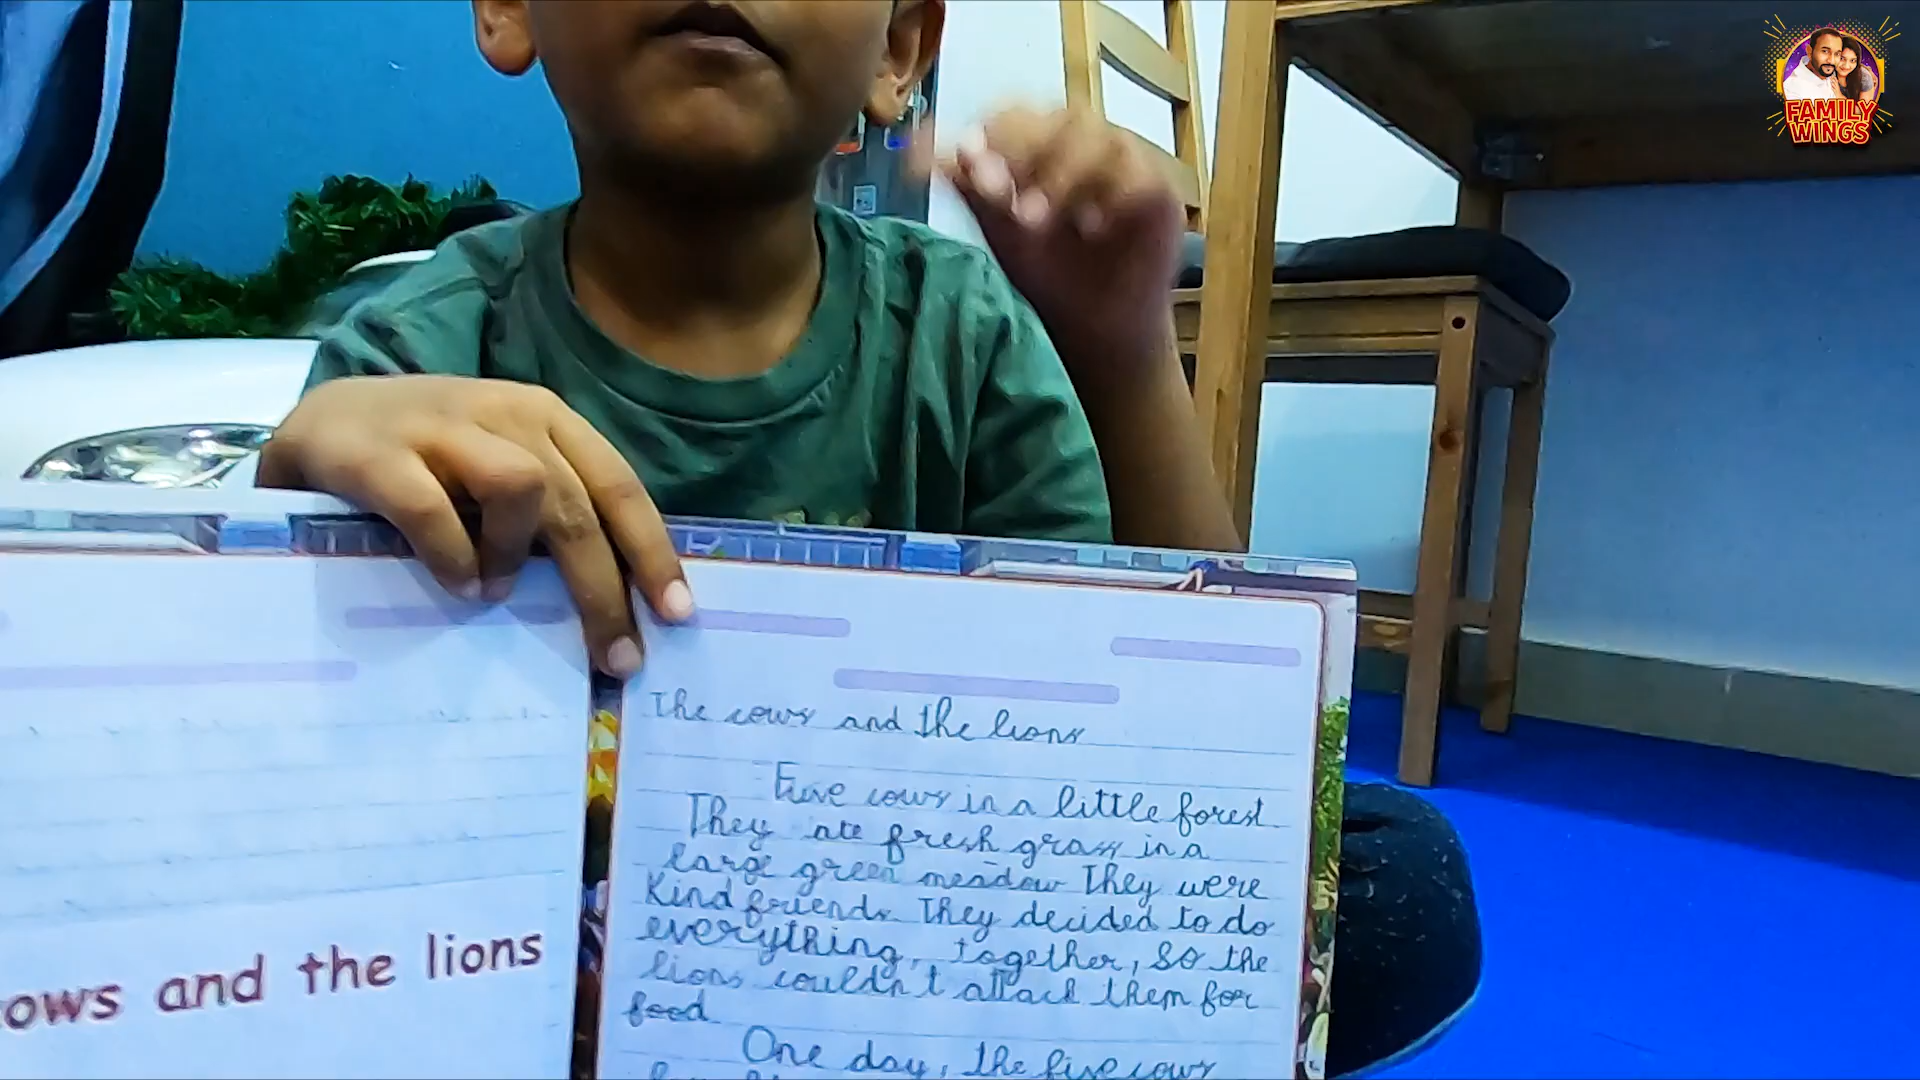 FAMILY
WINGS
The cows and the lions
Five cows in a little forest.
They ate fresh grass in a
large green meadow They were
Kind friends. They decided to do
everything, together, So the
lions couldn't attack them for
food
One day, the five cows
ows and the lions